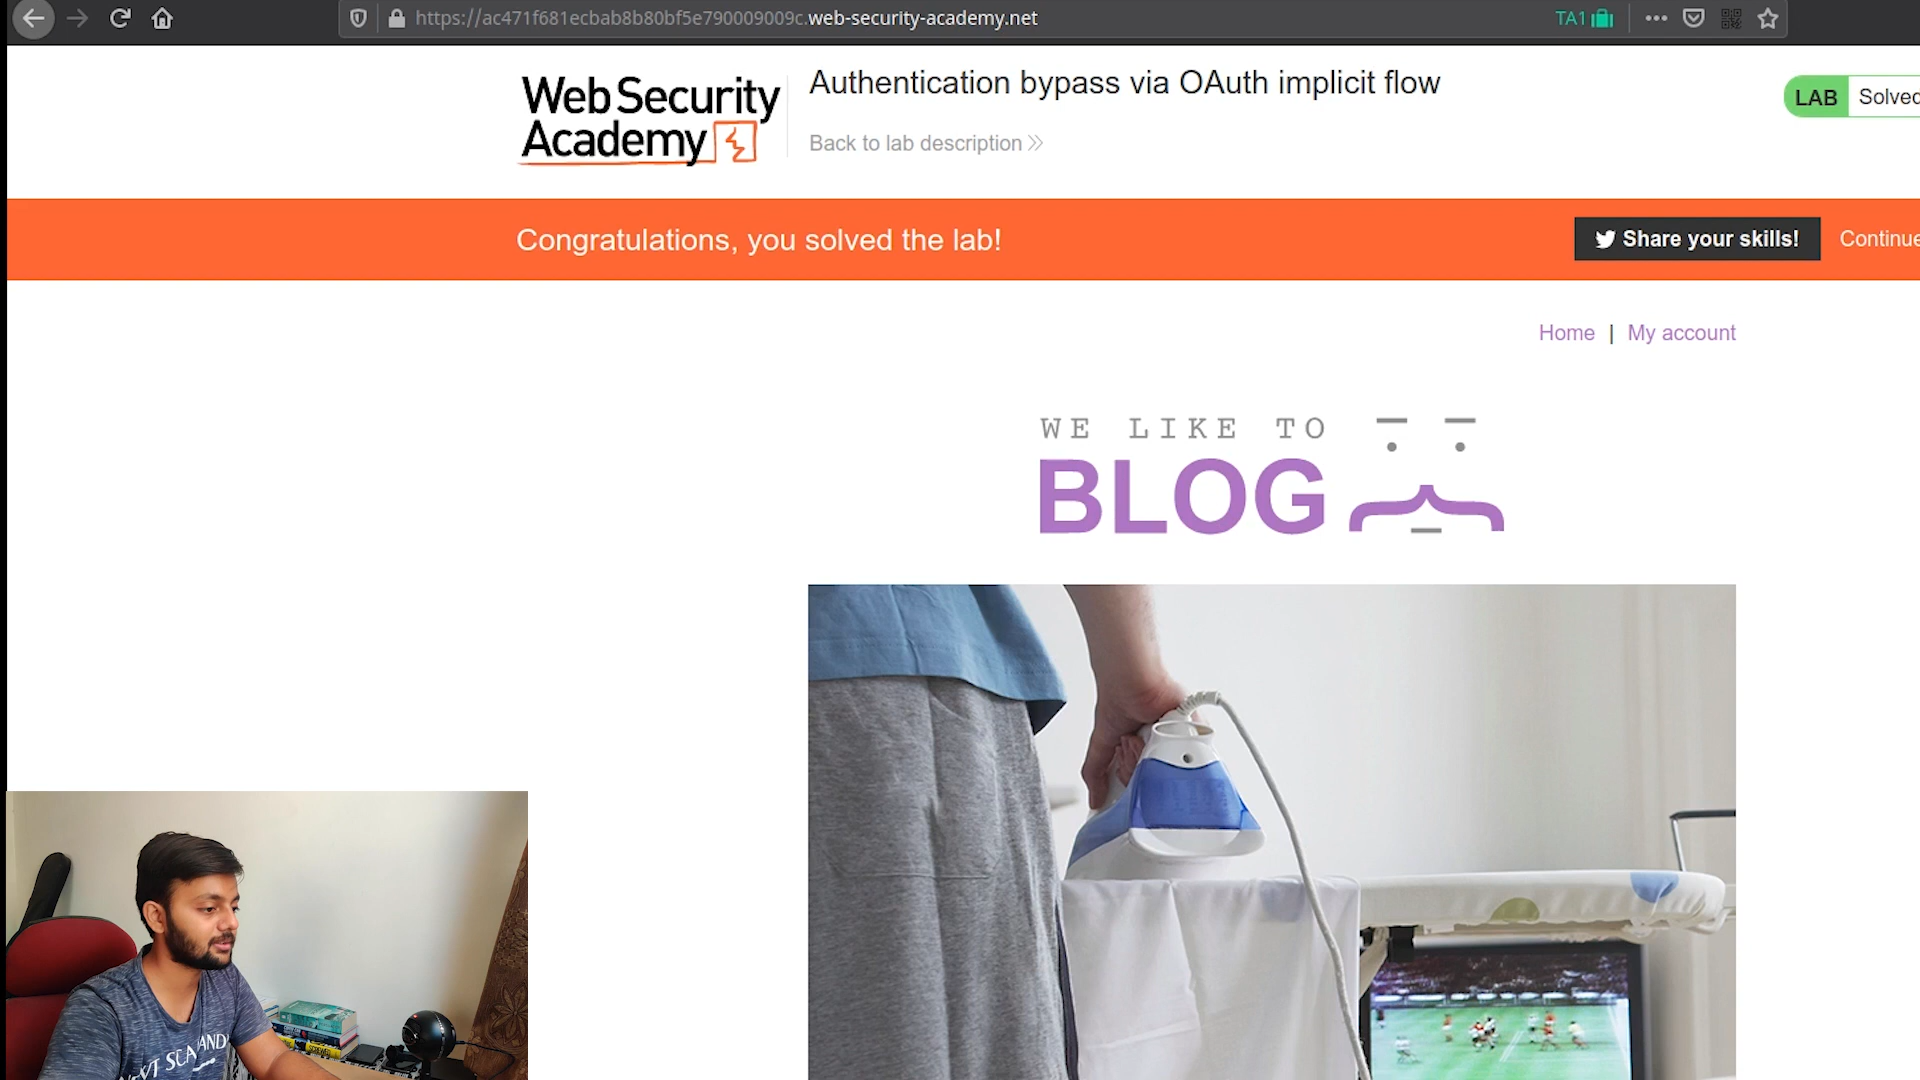 https://ac471f681ecbab8b80bf5e790009009c.web-security-academy.net
TA1
Web Security
Academy
Authentication bypass via OAuth implicit flow
Back to lab description
LAB Solved
Congratulations, you solved the lab!
Share your skills!
Continue
Home | My account
WE LIKE TO
BLOG